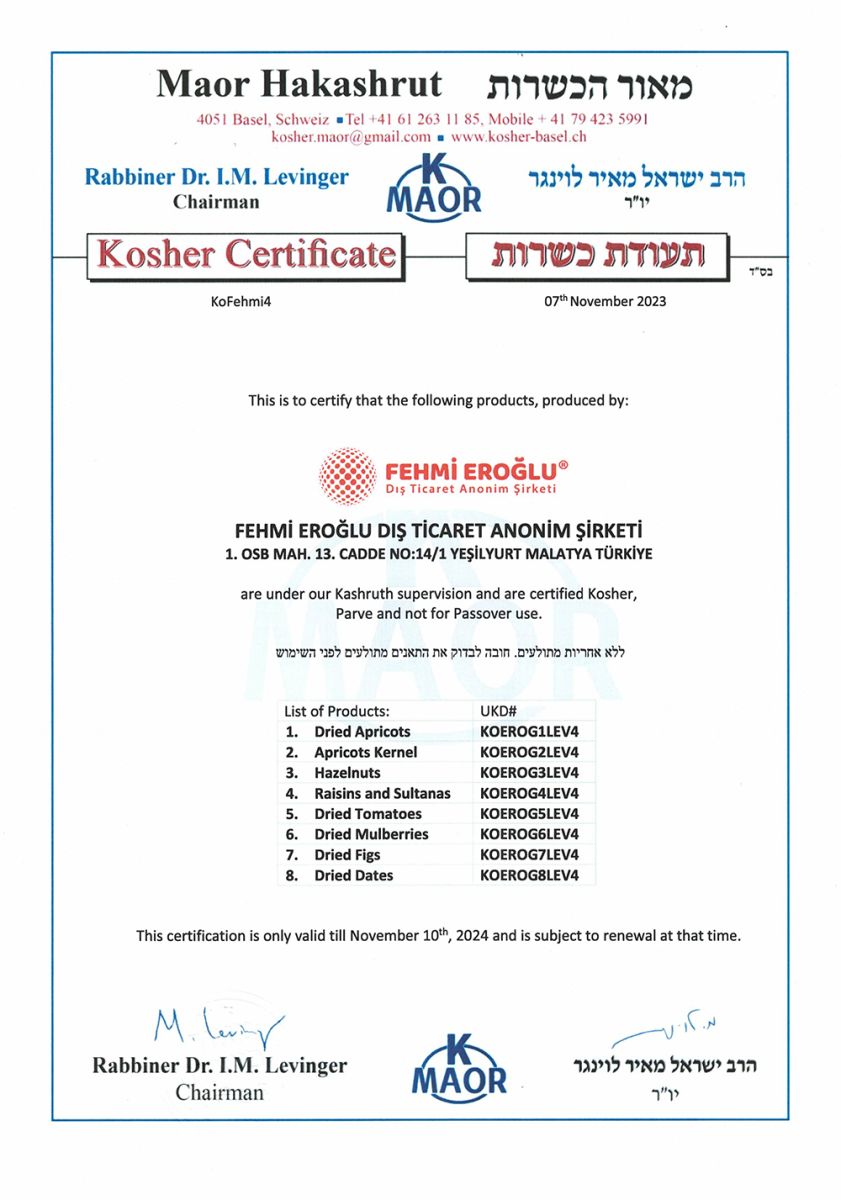 Maor Hakashrut מאור הכשרות
4051 Basel, Schweiz ■ Tel +41 61 263 11 85, Mobile + 41 79 423 5991
kosher.maor@gmail.com ■ www.kosher-basel.ch
Rabbiner Dr. I.M. Levinger
Chairman
K
MAOR
הרב ישראל מאיר לוינגר
יו"ר
Kosher Certificate
תעודת כשרות
בס"ד
KoFehmi4
07th November 2023
This is to certify that the following products, produced by:
FEHMİ EROĞLU®
Dış Ticaret Anonim Şirketi
FEHMİ EROĞLU DIŞ TİCARET ANONİM ŞİRKETİ
1. OSB MAH. 13. CADDE NO:14/1 YEŞİLYURT MALATYA TÜRKİYE
are under our Kashruth supervision and are certified Kosher,
Parve and not for Passover use.
ללא אחריות מתולעים. חובה לבדוק את התאנים מתולעים לפני השימוש
List of Products: UKD#
1. Dried Apricots KOEROG1LEV4
2. Apricots Kernel KOEROG2LEV4
3. Hazelnuts KOEROG3LEV4
4. Raisins and Sultanas KOEROG4LEV4
5. Dried Tomatoes KOEROG5LEV4
6. Dried Mulberries KOEROG6LEV4
7. Dried Figs KOEROG7LEV4
8. Dried Dates KOEROG8LEV4
This certification is only valid till November 10th, 2024 and is subject to renewal at that time.
M. Levinger
Rabbiner Dr. I.M. Levinger
Chairman
K
MAOR
הרב ישראל מאיר לוינגר
יו"ר
MAOR